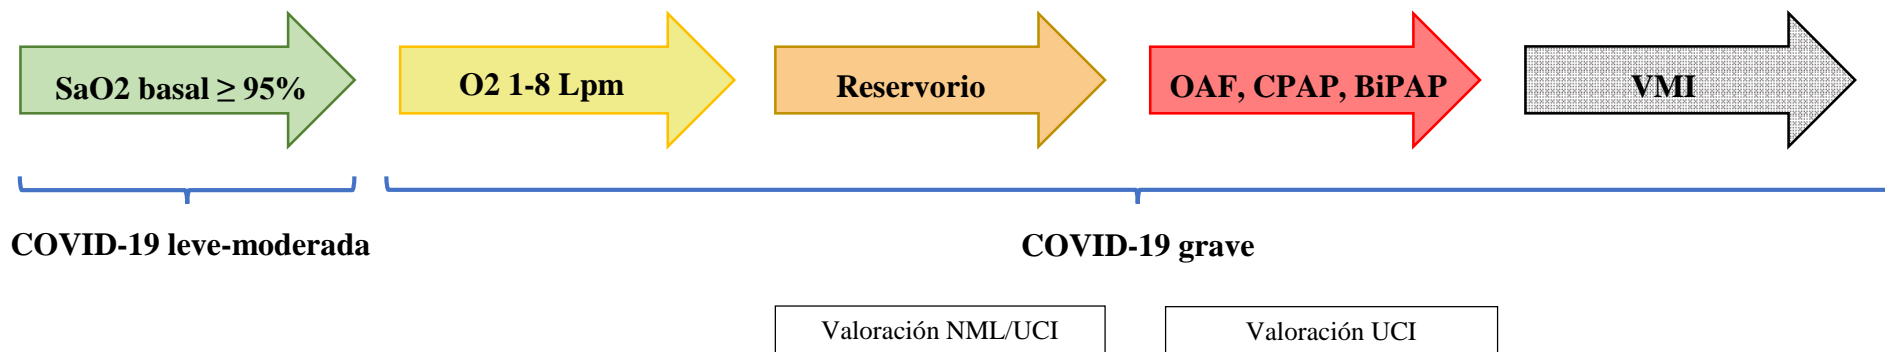 SaO2 basal ≥ 95%
O2 1-8 Lpm
Reservorio
OAF, CPAP, BiPAP
VMI
COVID-19 leve-moderada
COVID-19 grave
Valoración NML/UCI
Valoración UCI